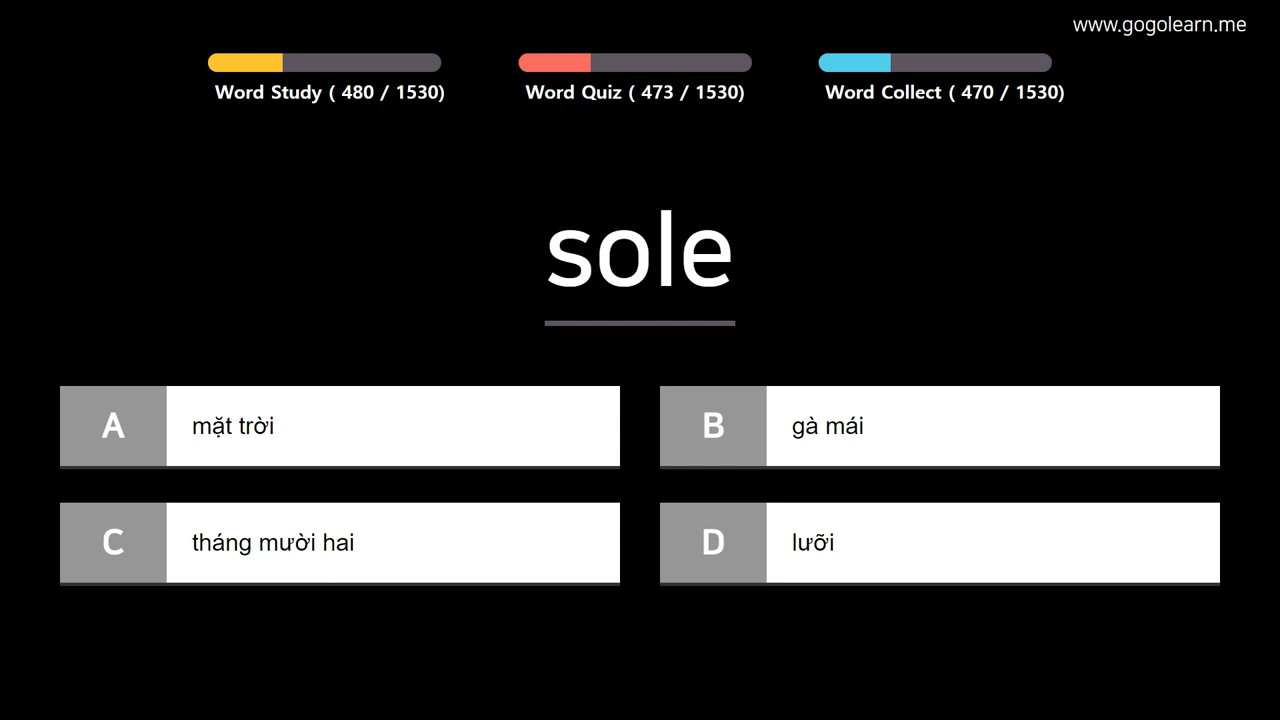 www.gogolearn.me
Word Study ( 480 / 1530)
Word Quiz ( 473 / 1530)
Word Collect ( 470 / 1530)
sole
A mặt trời
B gà mái
C tháng mười hai
D lưỡi